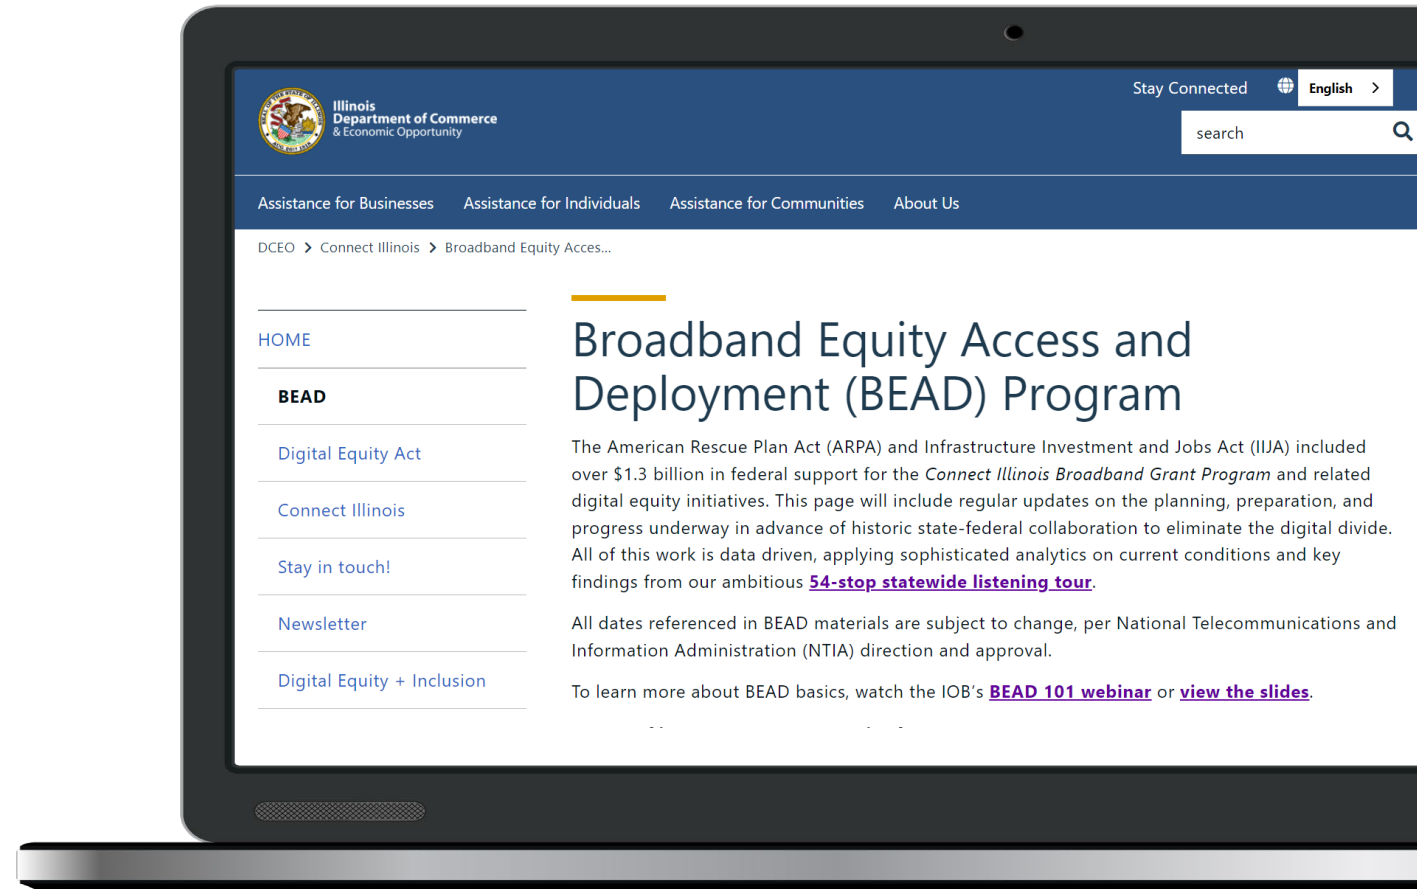 Illinois
Department of Commerce
& Economic Opportunity
Stay Connected
English
search
Assistance for Businesses
Assistance for Individuals
Assistance for Communities
About Us
DCEO > Connect Illinois > Broadband Equity Acces...
HOME
BEAD
Digital Equity Act
Connect Illinois
Stay in touch!
Newsletter
Digital Equity + Inclusion
Broadband Equity Access and
Deployment (BEAD) Program
The American Rescue Plan Act (ARPA) and Infrastructure Investment and Jobs Act (IIJA) included
over $1.3 billion in federal support for the Connect Illinois Broadband Grant Program and related
digital equity initiatives. This page will include regular updates on the planning, preparation, and
progress underway in advance of historic state-federal collaboration to eliminate the digital divide.
All of this work is data driven, applying sophisticated analytics on current conditions and key
findings from our ambitious 54-stop statewide listening tour.
All dates referenced in BEAD materials are subject to change, per National Telecommunications and
Information Administration (NTIA) direction and approval.
To learn more about BEAD basics, watch the IOB's BEAD 101 webinar or view the slides.